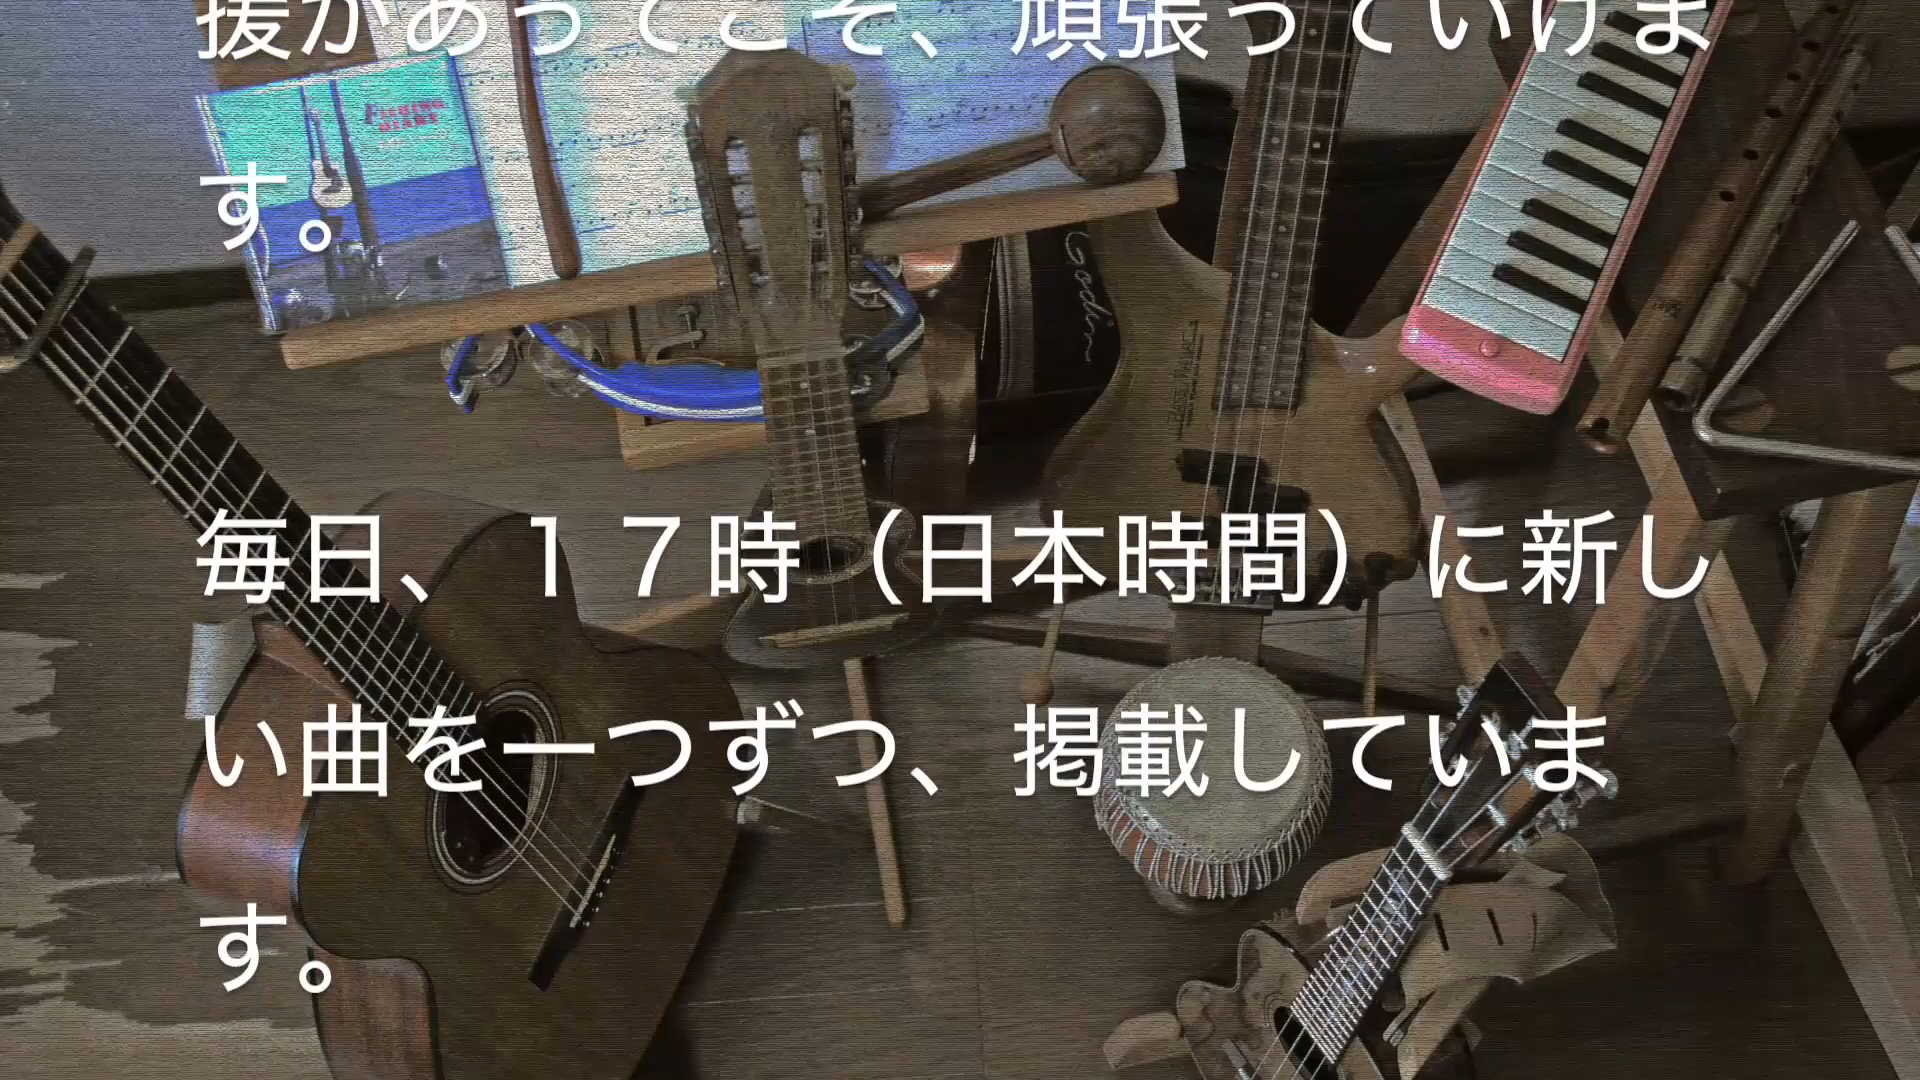 援があってこそ、頑張っていけま
す。
毎日、１７時（日本時間）に新し
い曲を一つずつ、掲載していま
す。
FISHING
DIARY
Godin